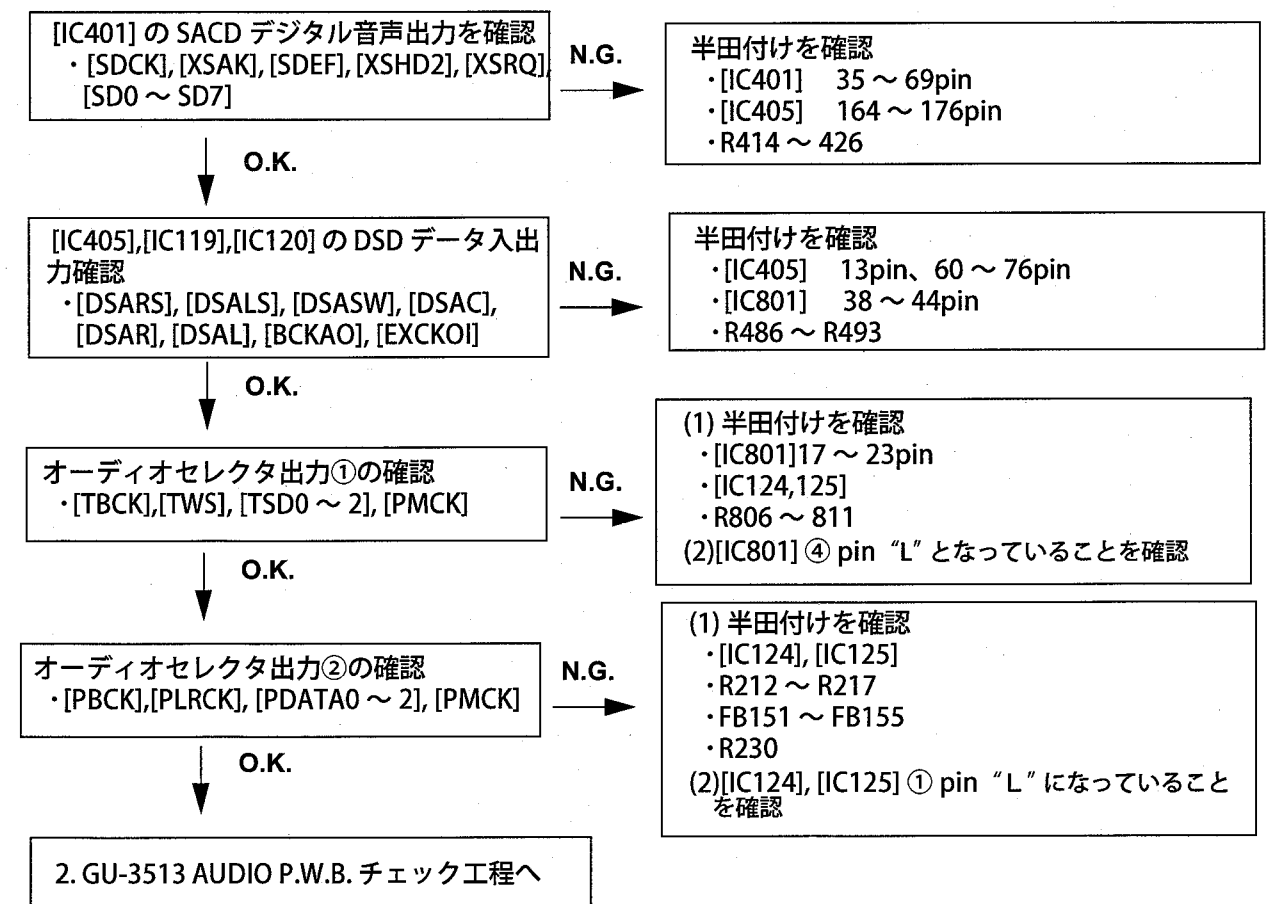 [IC401] の SACD デジタル音声出力を確認
・[SDCK], [XSAK], [SDEF], [XSHD2], [XSRQ],
[SD0 ～ SD7]
N.G.
半田付けを確認
・[IC401] 35 ～ 69pin
・[IC405] 164 ～ 176pin
・R414 ～ 426
O.K.
[IC405],[IC119],[IC120] の DSD データ入出
力確認
・[DSARS], [DSALS], [DSASW], [DSAC],
[DSAR], [DSAL], [BCKAO], [EXCKOI]
N.G.
半田付けを確認
・[IC405] 13pin、60 ～ 76pin
・[IC801] 38 ～ 44pin
・R486 ～ R493
O.K.
オーディオセレクタ出力①の確認
・[TBCK],[TWS], [TSD0 ～ 2], [PMCK]
N.G.
(1) 半田付けを確認
・[IC801]17 ～ 23pin
・[IC124,125]
・R806 ～ 811
(2)[IC801] ④ pin “L” となっていることを確認
O.K.
オーディオセレクタ出力②の確認
・[PBCK],[PLRCK], [PDATA0 ～ 2], [PMCK]
N.G.
(1) 半田付けを確認
・[IC124], [IC125]
・R212 ～ R217
・FB151 ～ FB155
・R230
(2)[IC124], [IC125] ① pin “Ｌ” になっていること
を確認
O.K.
2. GU-3513 AUDIO P.W.B. チェック工程へ